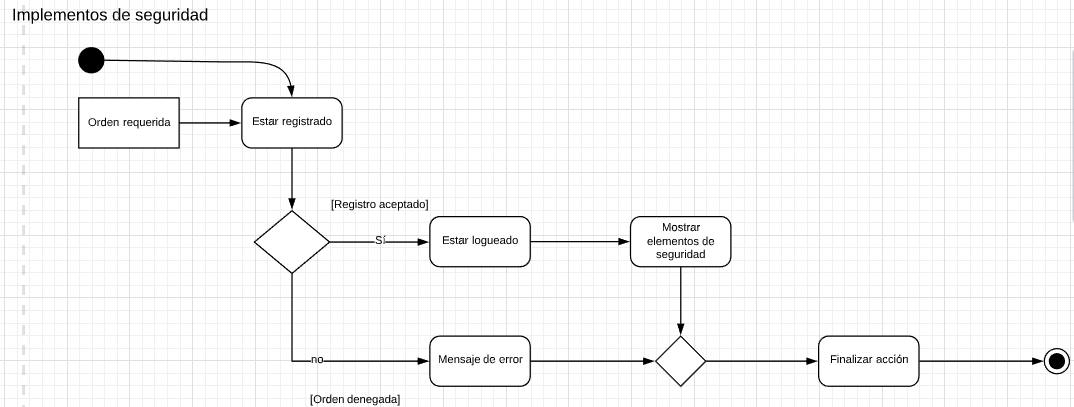 Implementos de seguridad
Orden requerida
Estar registrado
[Registro aceptado]
Sí
Estar logueado
Mostrar
elementos de
seguridad
no
Mensaje de error
Finalizar acción
[Orden denegada]